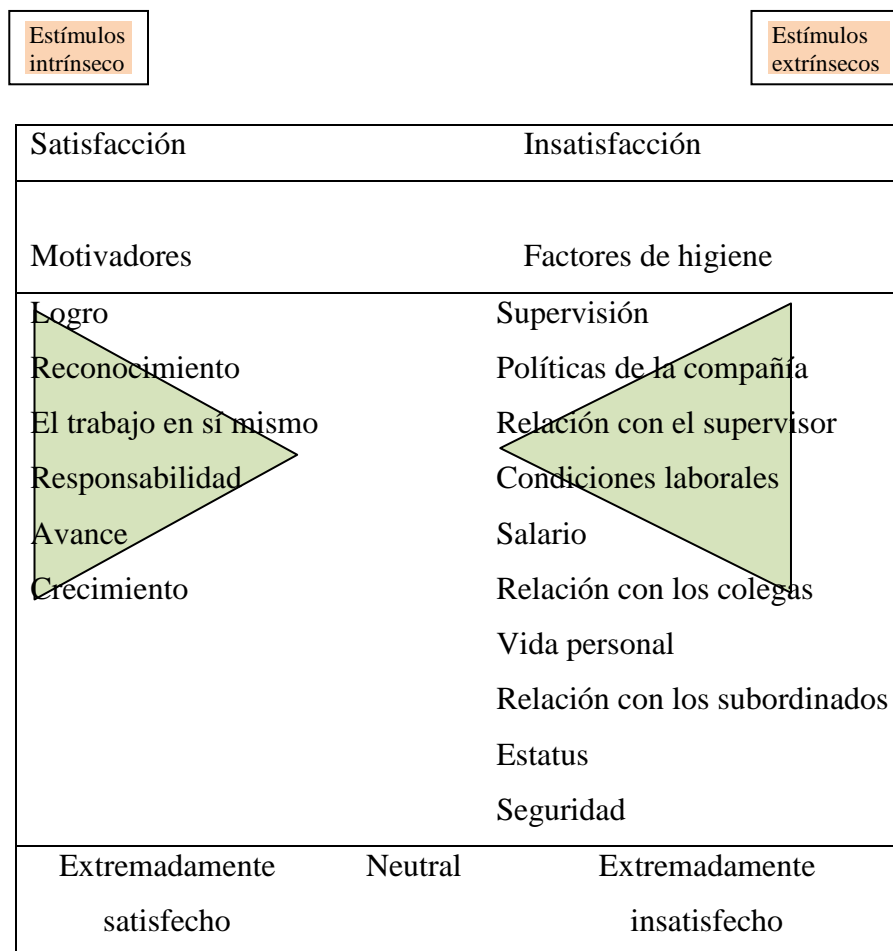 Estímulos
intrínseco
Estímulos
extrínsecos
Satisfacción Insatisfacción
Motivadores Factores de higiene
Logro Supervisión
Reconocimiento Políticas de la compañía
El trabajo en sí mismo Relación con el supervisor
Responsabilidad Condiciones laborales
Avance Salario
Crecimiento Relación con los colegas
Vida personal
Relación con los subordinados
Estatus
Seguridad
Extremadamente Neutral Extremadamente
satisfecho insatisfecho